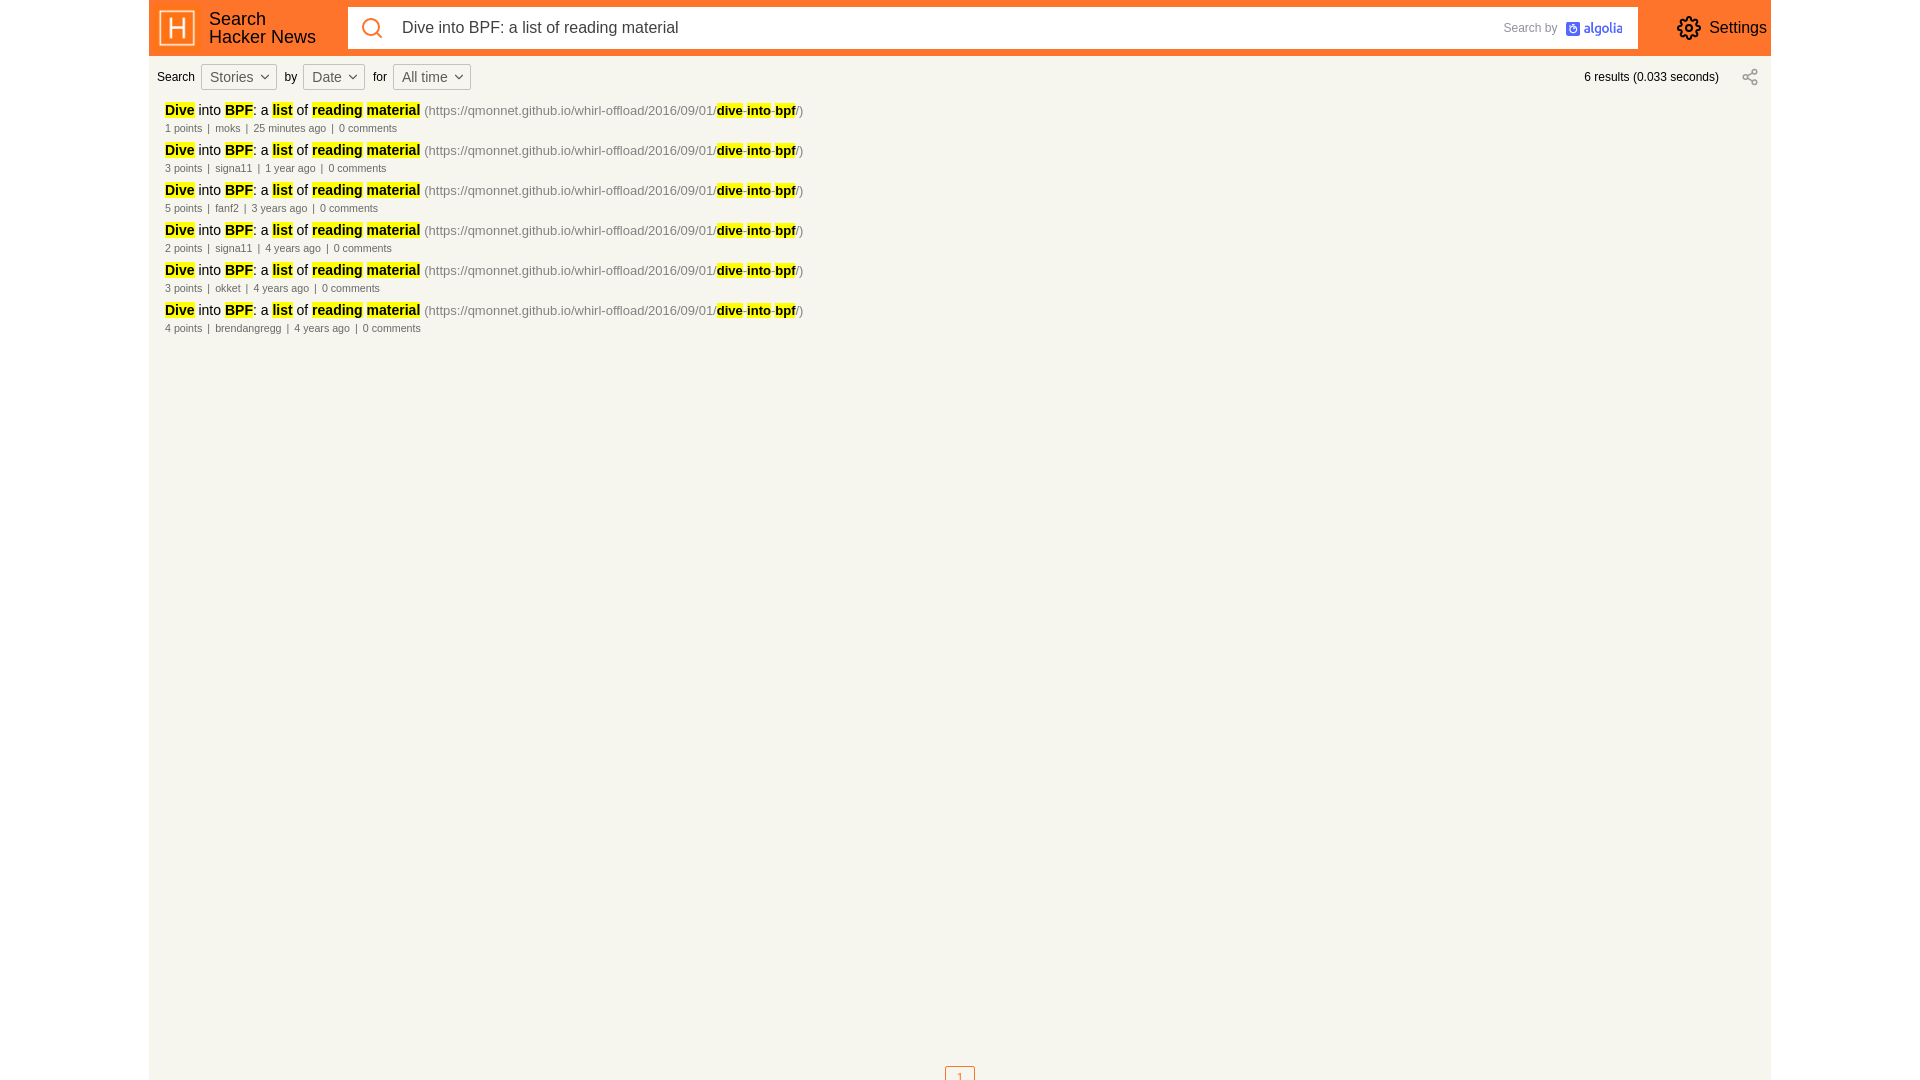 H
Search
Hacker News
Dive into BPF: a list of reading material
Search by algolia
Settings
Search Stories by Date for All time
6 results (0.033 seconds)
Dive into BPF: a list of reading material (https://qmonnet.github.io/whirl-offload/2016/09/01/dive-into-bpf/)
1 points | moks | 25 minutes ago | 0 comments
Dive into BPF: a list of reading material (https://qmonnet.github.io/whirl-offload/2016/09/01/dive-into-bpf/)
3 points | signa11 | 1 year ago | 0 comments
Dive into BPF: a list of reading material (https://qmonnet.github.io/whirl-offload/2016/09/01/dive-into-bpf/)
5 points | fanf2 | 3 years ago | 0 comments
Dive into BPF: a list of reading material (https://qmonnet.github.io/whirl-offload/2016/09/01/dive-into-bpf/)
2 points | signa11 | 4 years ago | 0 comments
Dive into BPF: a list of reading material (https://qmonnet.github.io/whirl-offload/2016/09/01/dive-into-bpf/)
3 points | okket | 4 years ago | 0 comments
Dive into BPF: a list of reading material (https://qmonnet.github.io/whirl-offload/2016/09/01/dive-into-bpf/)
4 points | brendangregg | 4 years ago | 0 comments
1